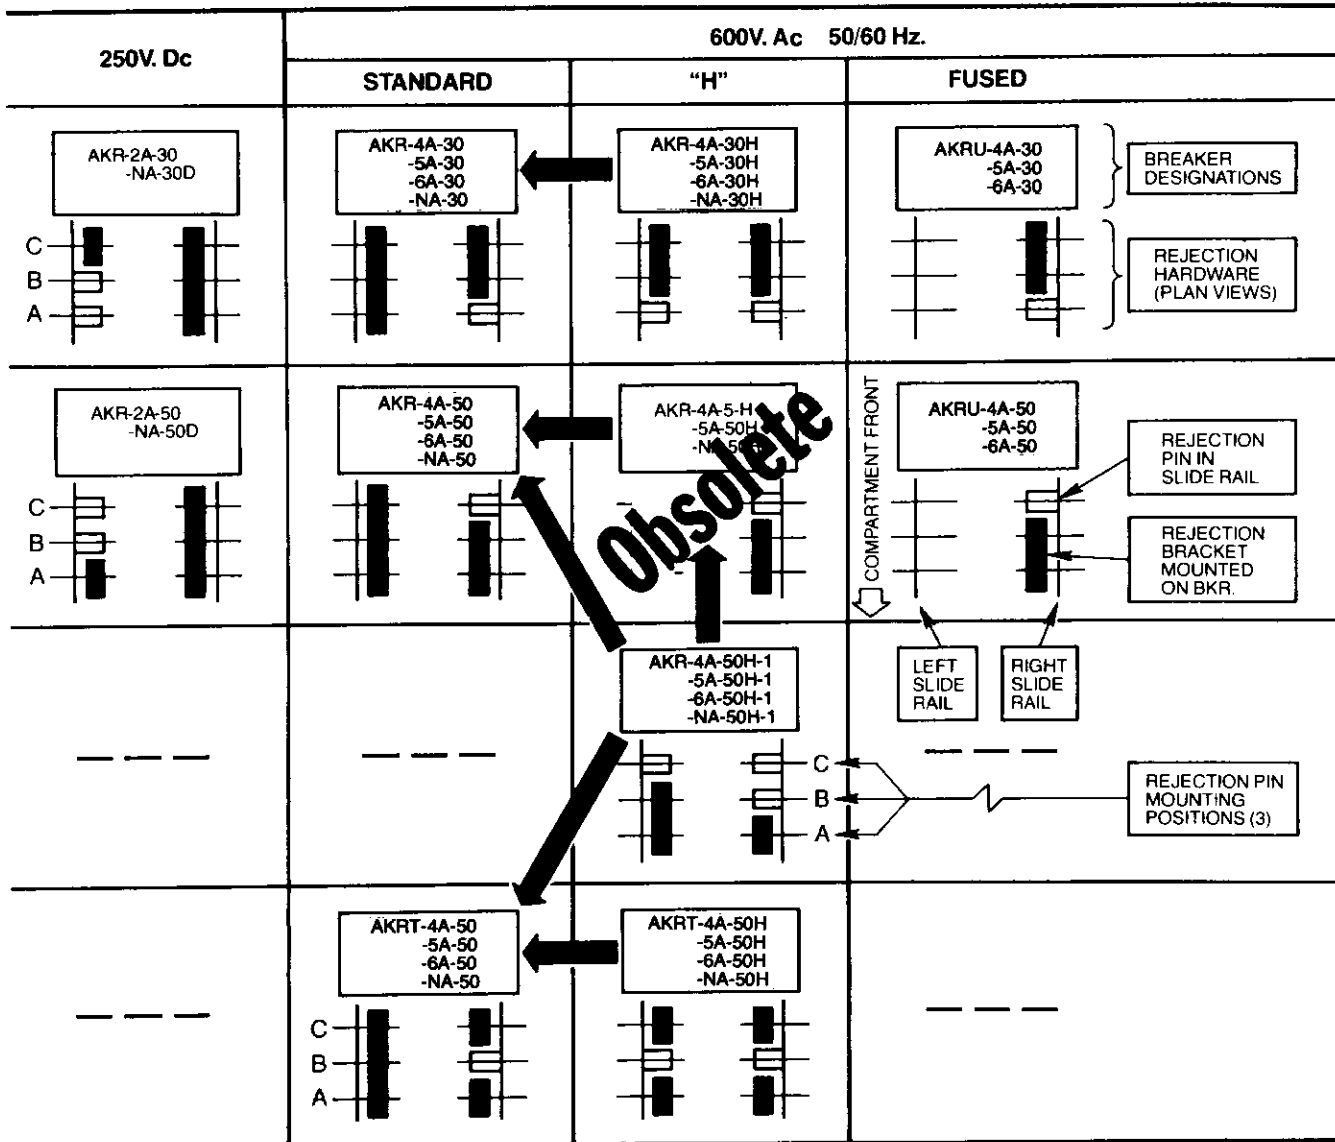 250V. Dc
600V. Ac 50/60 Hz.
STANDARD
“H”
FUSED
AKR-2A-30
-NA-30D
AKR-4A-30
-5A-30
-6A-30
-NA-30
AKR-4A-30H
-5A-30H
-6A-30H
-NA-30H
AKRU-4A-30
-5A-30
-6A-30
BREAKER
DESIGNATIONS
C
B
A
REJECTION
HARDWARE
(PLAN VIEWS)
AKR-2A-50
-NA-50D
AKR-4A-50
-5A-50
-6A-50
-NA-50
AKR-4A-5-H
-5A-50H
-NA-50H
Obsolete
COMPARTMENT FRONT
AKRU-4A-50
-5A-50
-6A-50
REJECTION
PIN IN
SLIDE RAIL
C
B
A
REJECTION
BRACKET
MOUNTED
ON BKR.
AKR-4A-50H-1
-5A-50H-1
-6A-50H-1
-NA-50H-1
LEFT
SLIDE
RAIL
RIGHT
SLIDE
RAIL
C
B
A
REJECTION PIN
MOUNTING
POSITIONS (3)
AKRT-4A-50
-5A-50
-6A-50
-NA-50
AKRT-4A-50H
-5A-50H
-6A-50H
-NA-50H
C
B
A